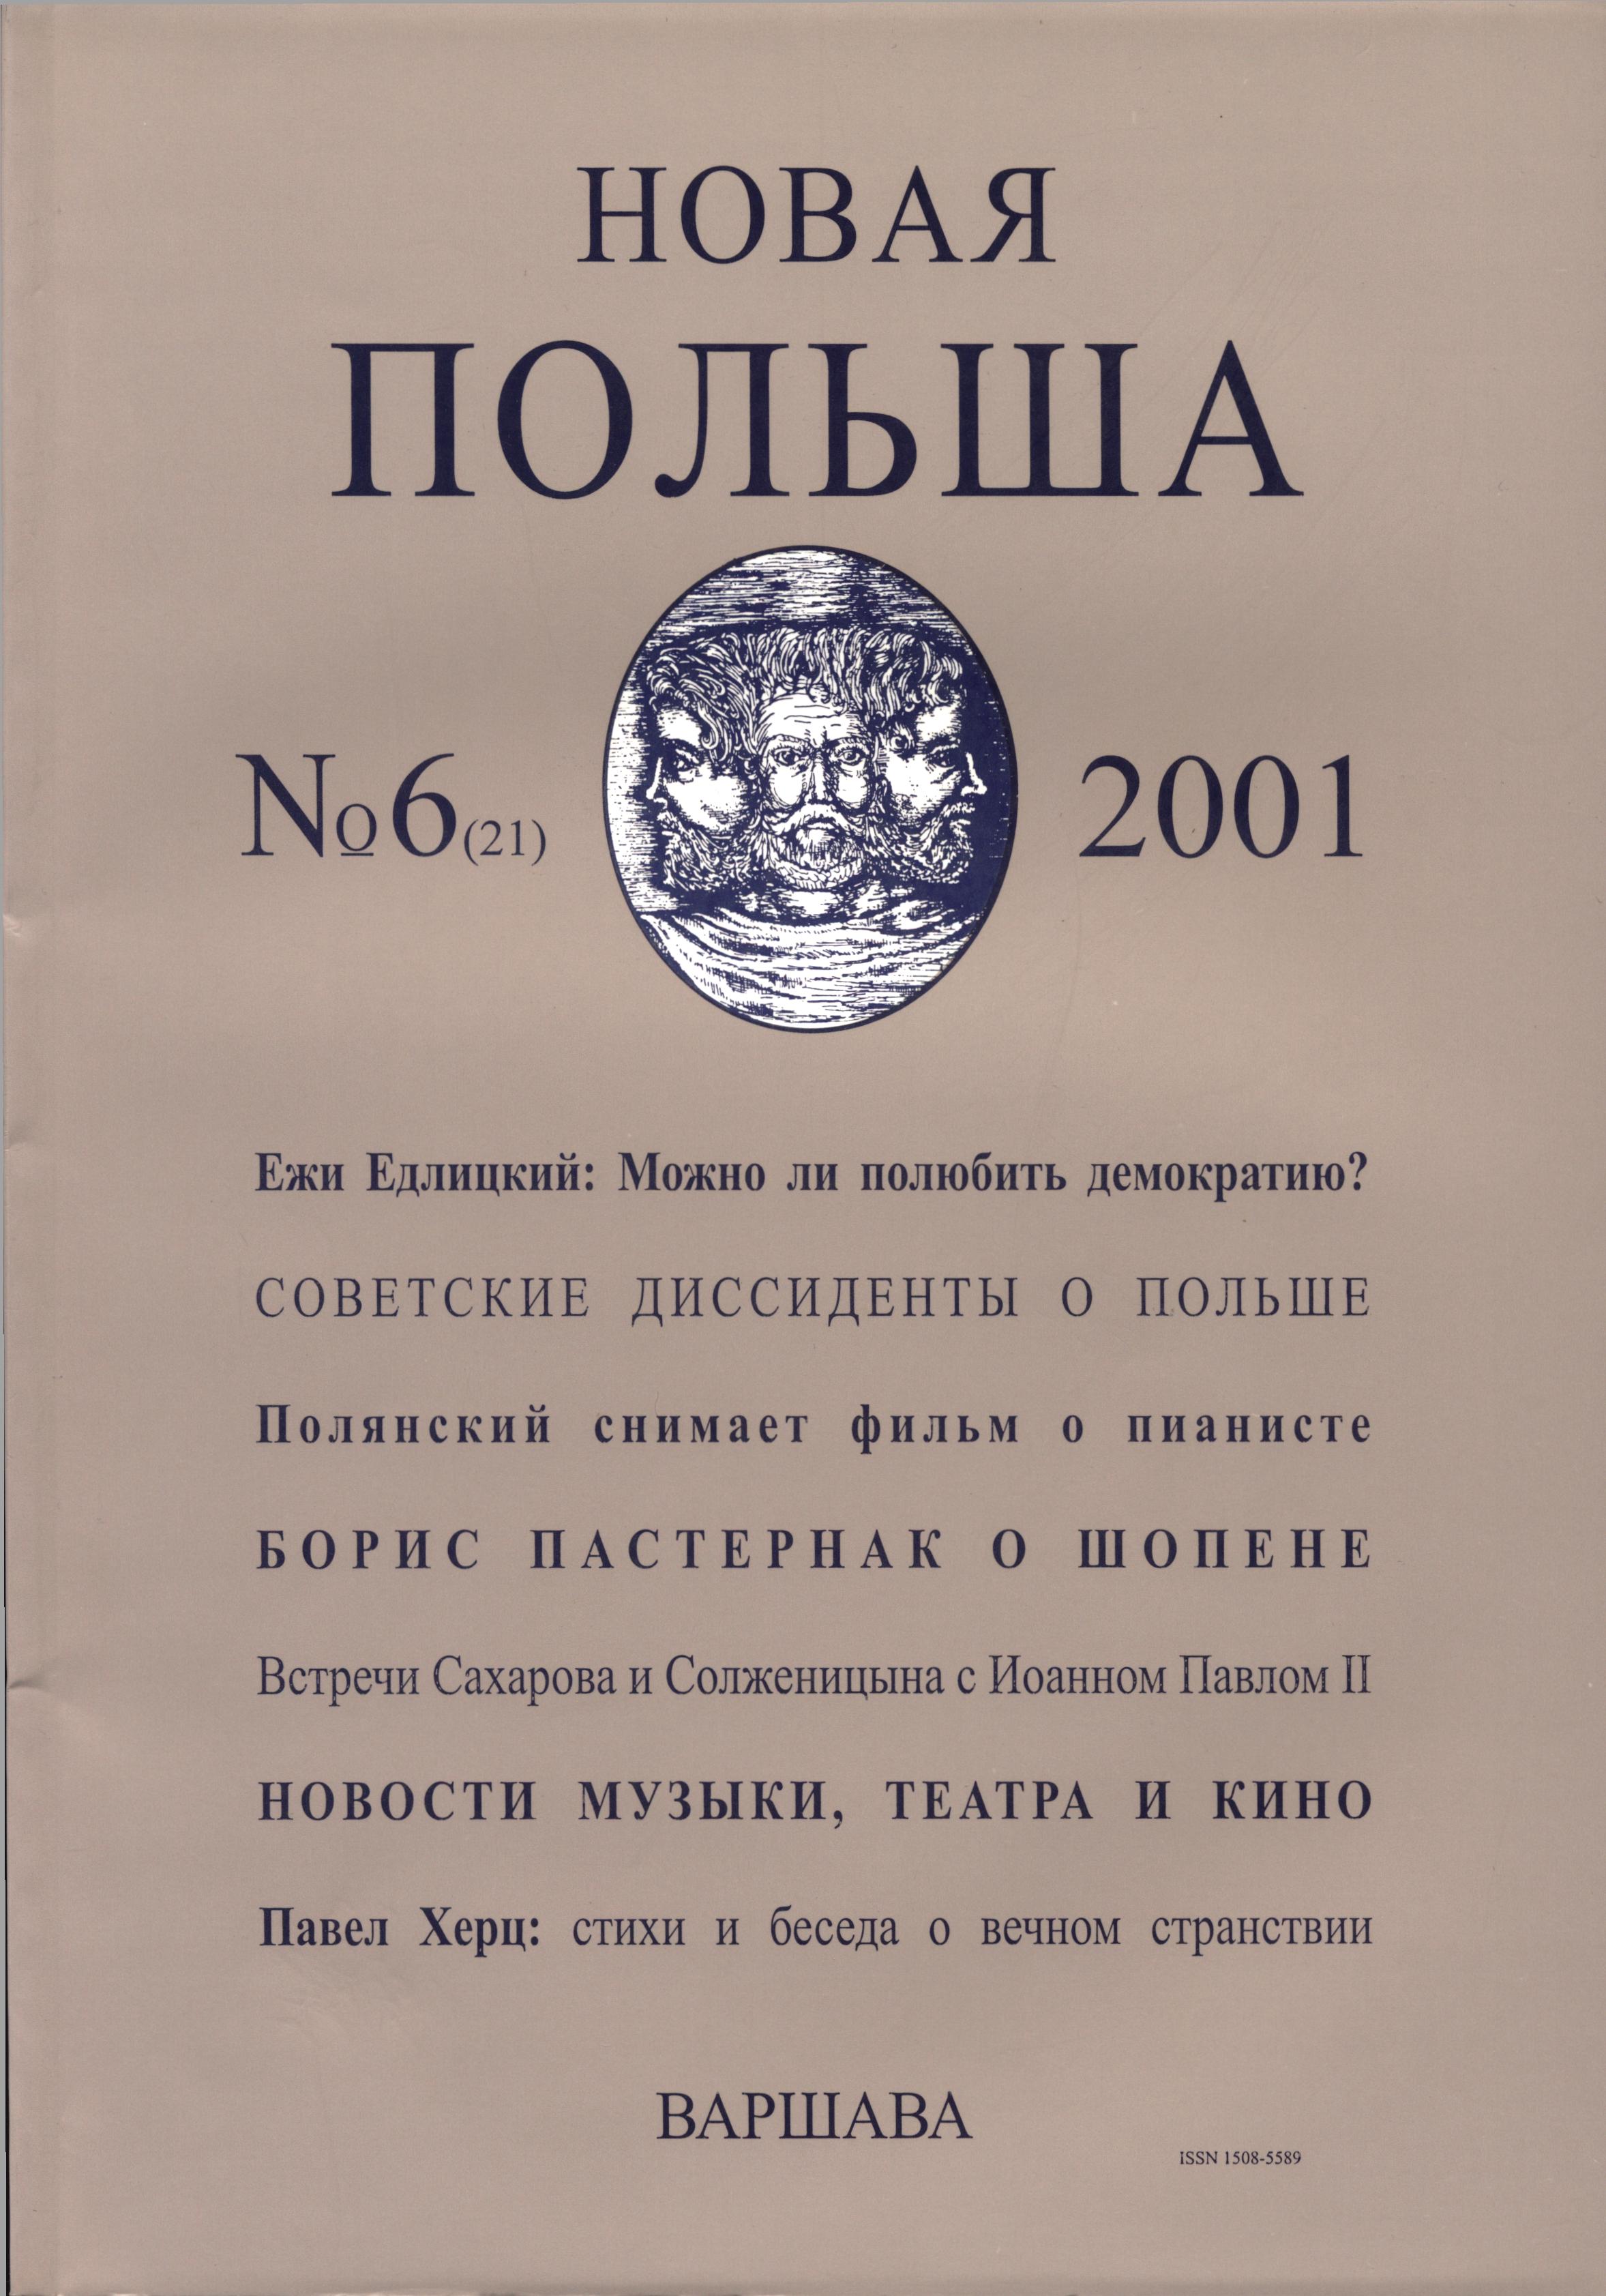 НОВАЯ
ПОЛЬША
№6(21) 2001
Ежи Едлицкий: Можно ли полюбить демократию?
СОВЕТСКИЕ ДИССИДЕНТЫ О ПОЛЬШЕ
Полянский снимает фильм о пианисте
БОРИС ПАСТЕРНАК О ШОПЕНЕ
Встречи Сахарова и Солженицына с Иоанном Павлом II
НОВОСТИ МУЗЫКИ, ТЕАТРА И КИНО
Павел Херц: стихи и беседа о вечном странствии
ВАРШАВА
ISSN 1508-5589